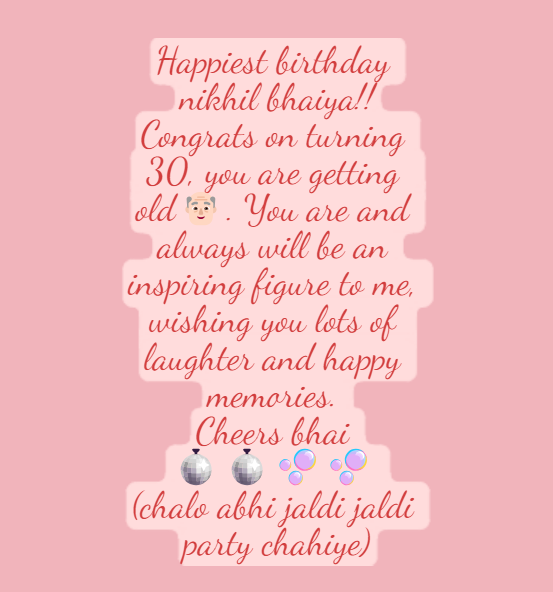 Happiest birthday
nikhil bhaiya!!
Congrats on turning
30, you are getting
old 👴🏻 . You are and
always will be an
inspiring figure to me,
wishing you lots of
laughter and happy
memories.
Cheers bhai
🪩 🪩 🫧 🫧
(chalo abhi jaldi jaldi
party chahiye)